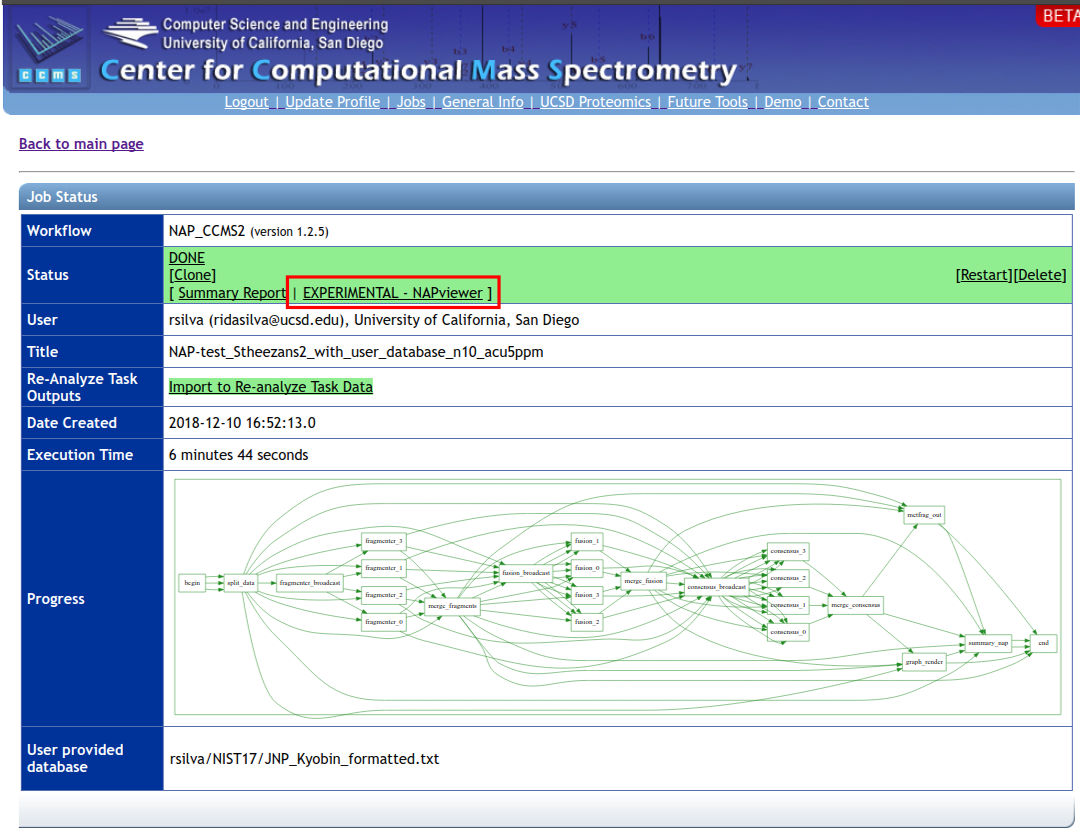 BETA
Computer Science and Engineering
University of California, San Diego
ccms
Center for Computational Mass Spectrometry
b3 b4 y5 b6 y7
Logout | Update Profile | Jobs | General Info | UCSD Proteomics | Future Tools | Demo | Contact
Back to main page
Job Status
Workflow
NAP_CCMS2 (version 1.2.5)
Status
DONE
[Clone]
[Restart][Delete]
[ Summary Report | EXPERIMENTAL - NAPviewer ]
User
rsilva (ridasilva@ucsd.edu), University of California, San Diego
Title
NAP-test_Stheezans2_with_user_database_n10_acu5ppm
Re-Analyze Task
Outputs
Import to Re-analyze Task Data
Date Created
2018-12-10 16:52:13.0
Execution Time
6 minutes 44 seconds
Progress
begin
split_data
fragmenter_broadcast
fragmenter_3
fragmenter_1
fragmenter_2
fragmenter_0
merge_fragments
fusion_broadcast
fusion_1
fusion_0
fusion_3
fusion_2
merge_fusion
consensus_broadcast
consensus_3
consensus_2
consensus_1
consensus_0
merge_consensus
metfrag_out
graph_render
summary_nap
end
User provided
database
rsilva/NIST17/JNP_Kyobin_formatted.txt